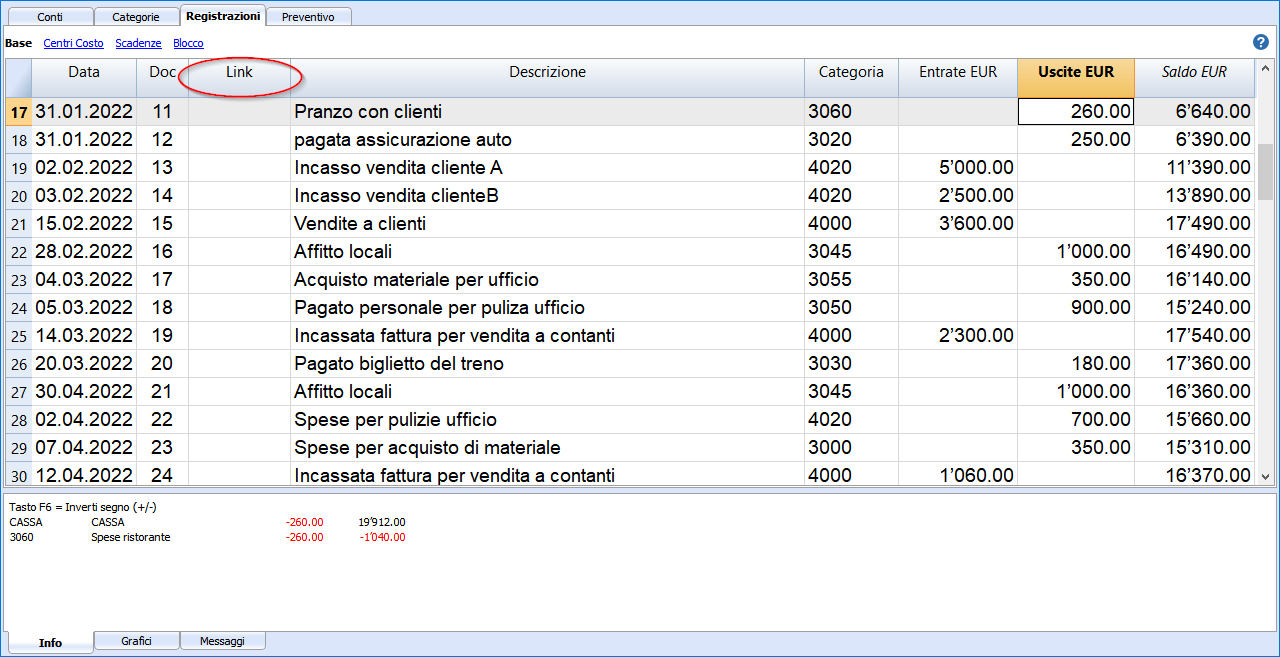 Conti Categorie Registrazioni Preventivo
Base Centri Costo Scadenze Blocco ?
Data Doc Link Descrizione Categoria Entrate EUR Uscite EUR Saldo EUR
17 31.01.2022 11 Pranzo con clienti 3060 260.00 6’640.00
18 31.01.2022 12 pagata assicurazione auto 3020 250.00 6’390.00
19 02.02.2022 13 Incasso vendita cliente A 4020 5’000.00 11’390.00
20 03.02.2022 14 Incasso vendita clienteB 4020 2’500.00 13’890.00
21 15.02.2022 15 Vendite a clienti 4000 3’600.00 17’490.00
22 28.02.2022 16 Affitto locali 3045 1’000.00 16’490.00
23 04.03.2022 17 Acquisto materiale per ufficio 3055 350.00 16’140.00
24 05.03.2022 18 Pagato personale per puliza ufficio 3050 900.00 15’240.00
25 14.03.2022 19 Incassata fattura per vendita a contanti 4000 2’300.00 17’540.00
26 20.03.2022 20 Pagato biglietto del treno 3030 180.00 17’360.00
27 30.04.2022 21 Affitto locali 3045 1’000.00 16’360.00
28 02.04.2022 22 Spese per pulizie ufficio 4020 700.00 15’660.00
29 07.04.2022 23 Spese per acquisto di materiale 3000 350.00 15’310.00
30 12.04.2022 24 Incassata fattura per vendita a contanti 4000 1’060.00 16’370.00
Tasto F6 = Inverti segno (+/-)
CASSA CASSA -260.00 19’912.00
3060 Spese ristorante -260.00 -1’040.00
Info Grafici Messaggi